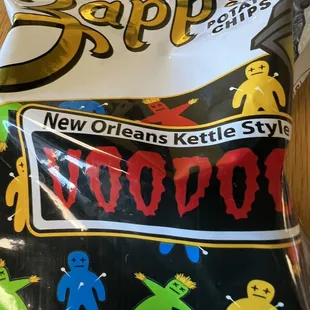 Zapp's
POTATO
CHIPS
New Orleans Kettle Style
VOODOO